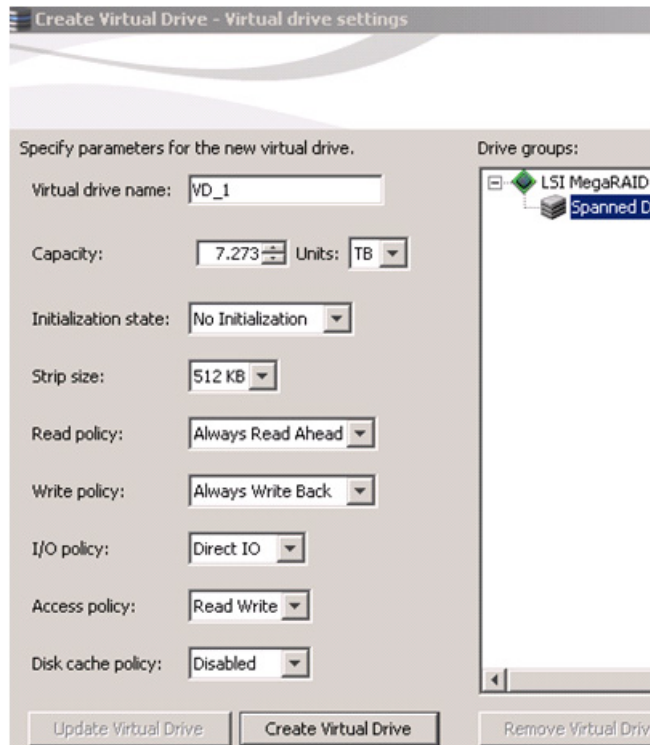 Create Virtual Drive - Virtual drive settings
Specify parameters for the new virtual drive.
Virtual drive name: VD_1
Capacity: 7.273 Units: TB
Initialization state: No Initialization
Strip size: 512 KB
Read policy: Always Read Ahead
Write policy: Always Write Back
I/O policy: Direct IO
Access policy: Read Write
Disk cache policy: Disabled
Update Virtual Drive Create Virtual Drive
Drive groups:
LSI MegaRAID
Spanned D
Remove Virtual Driv